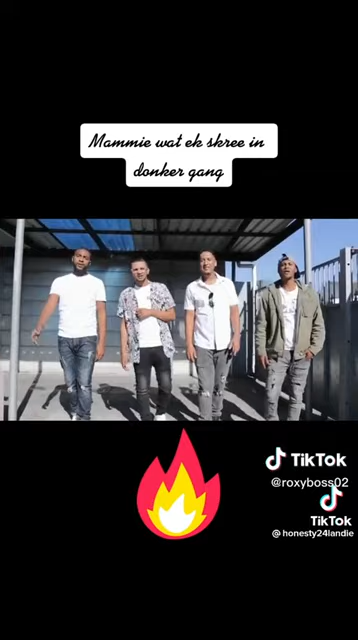 Mammie wat ek skree in
donker gang
TikTok
@roxyboss02
TikTok
@honesty24landie